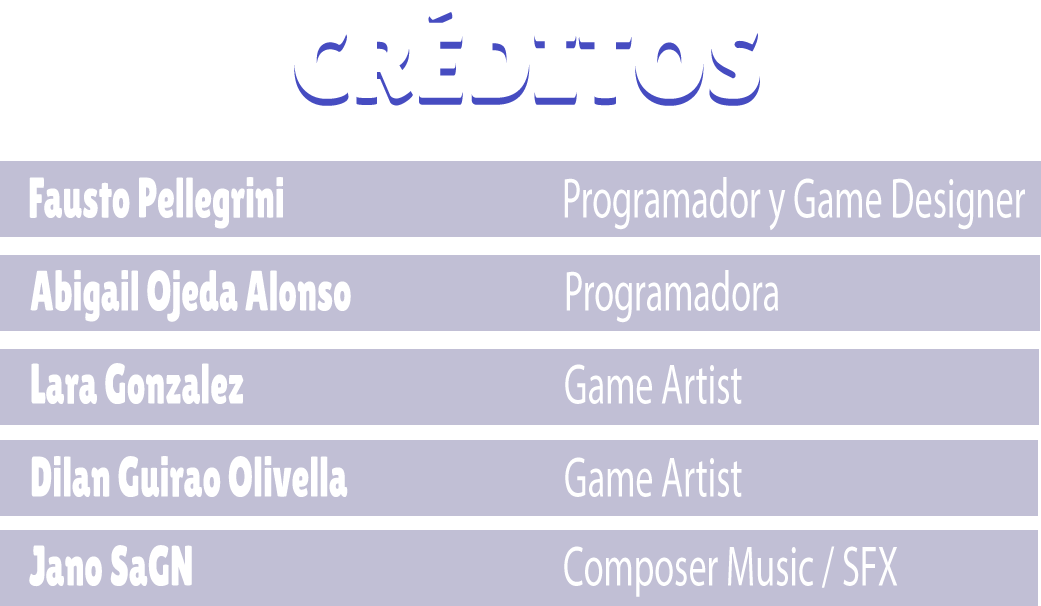 CRÉDITOS
Fausto Pellegrini Programador y Game Designer
Abigail Ojeda Alonso Programadora
Lara Gonzalez Game Artist
Dilan Guirao Olivella Game Artist
Jano SaGN Composer Music / SFX